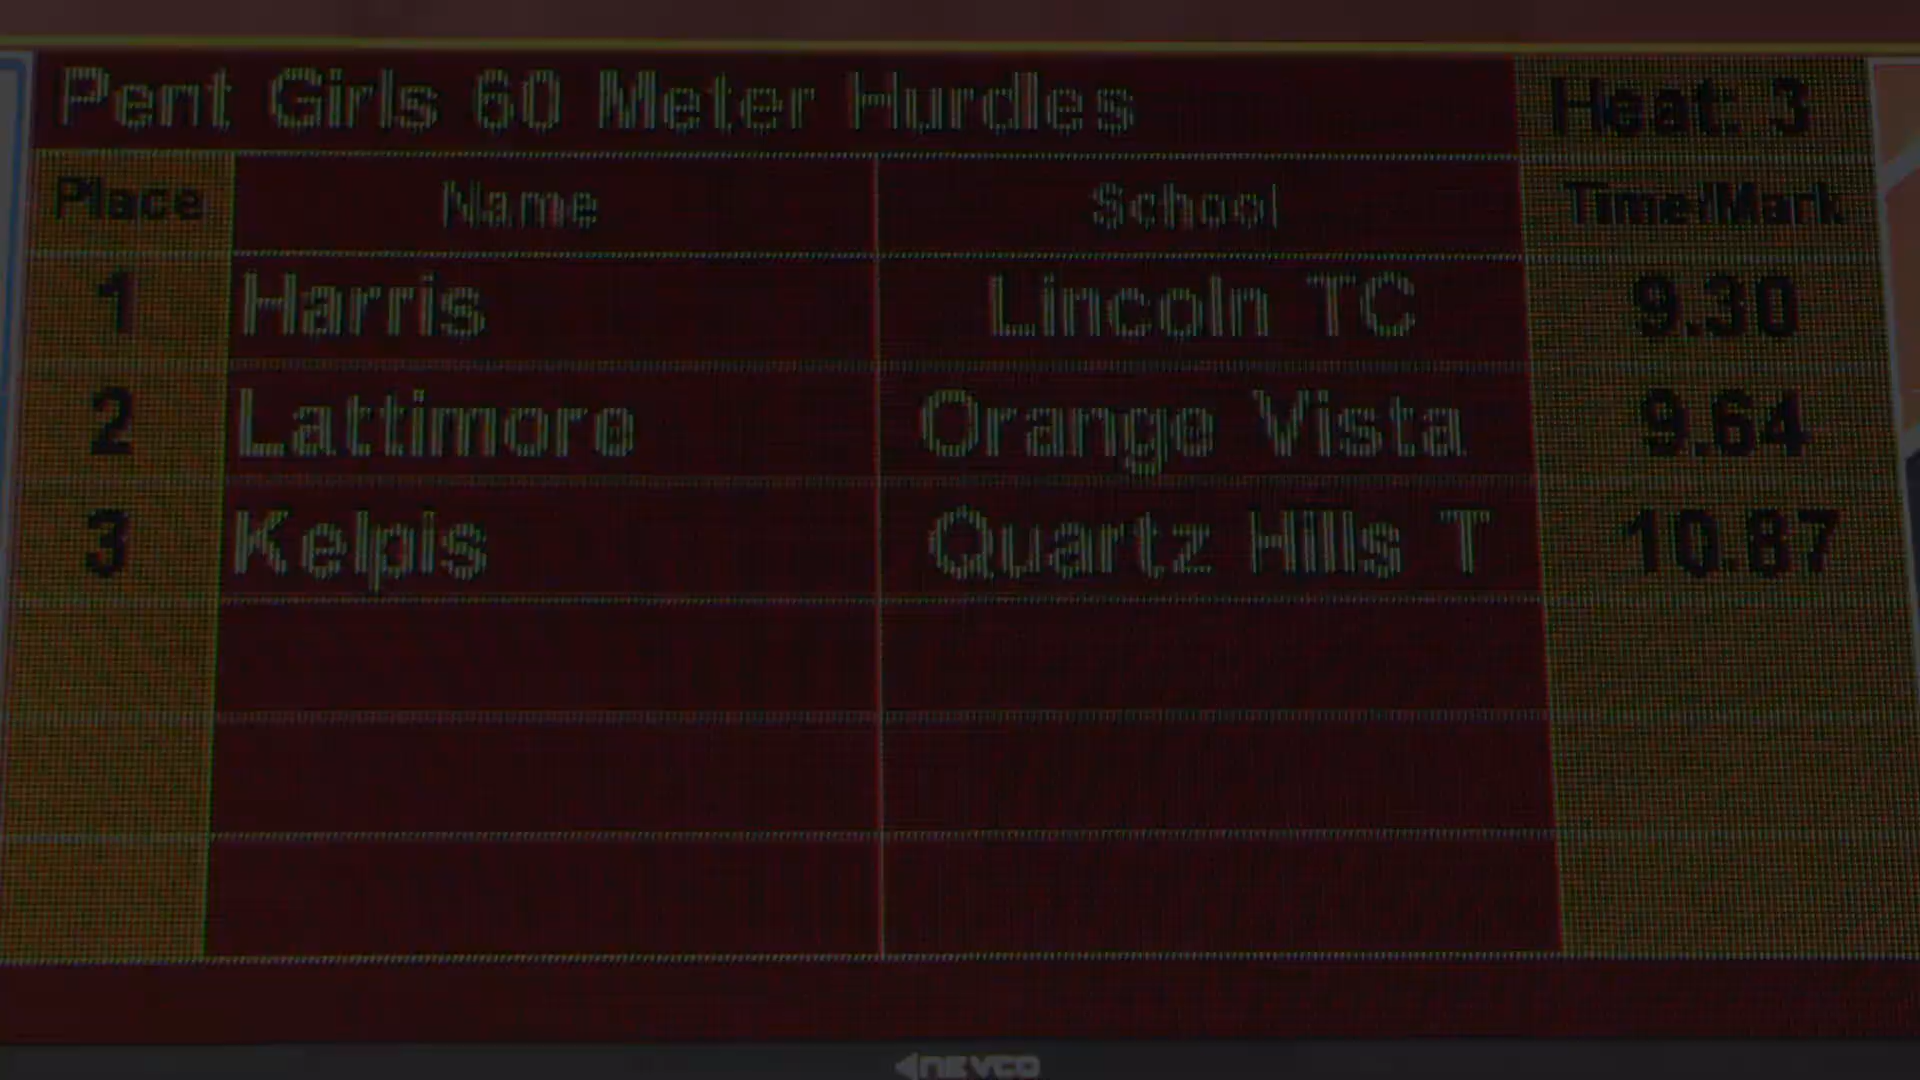 Pent Girls 60 Meter Hurdles Heat: 3
Place Name School Time/Mark
1 Harris Lincoln TC 9.30
2 Lattimore Orange Vista 9.64
3 Kelpis Quartz Hills T 10.87
NEVCO